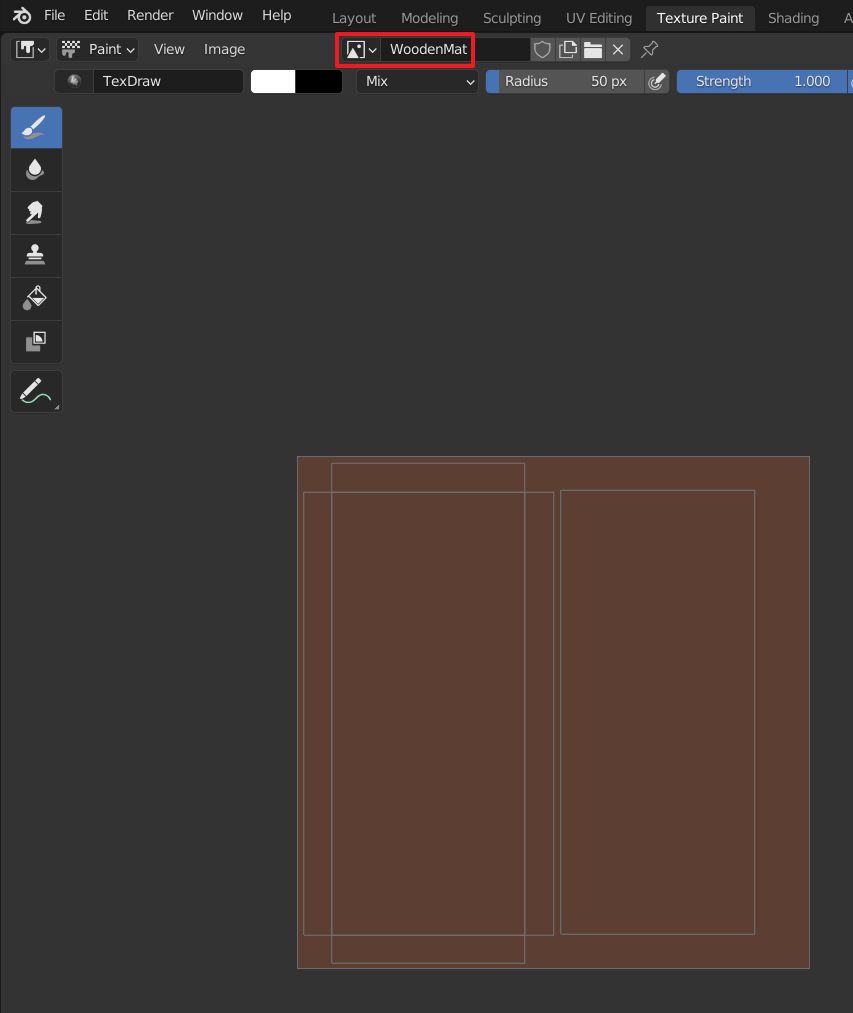 File Edit Render Window Help Layout Modeling Sculpting UV Editing Texture Paint Shading A
Paint View Image WoodenMat
TexDraw Mix Radius 50 px Strength 1.000